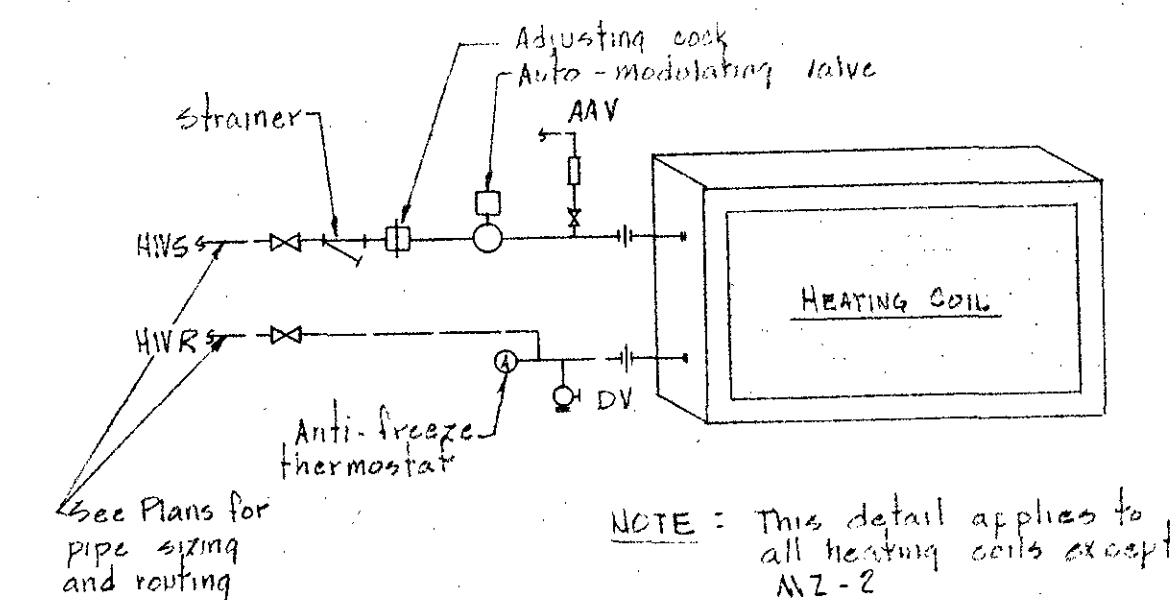 Adjusting cock
Auto-modulating valve
AAV
strainer
HWS
HEATING COIL
HWR
A
DV
Anti-freeze
thermostat
See Plans for
pipe sizing
and routing
NOTE: This detail applies to
all heating coils except
MZ-2